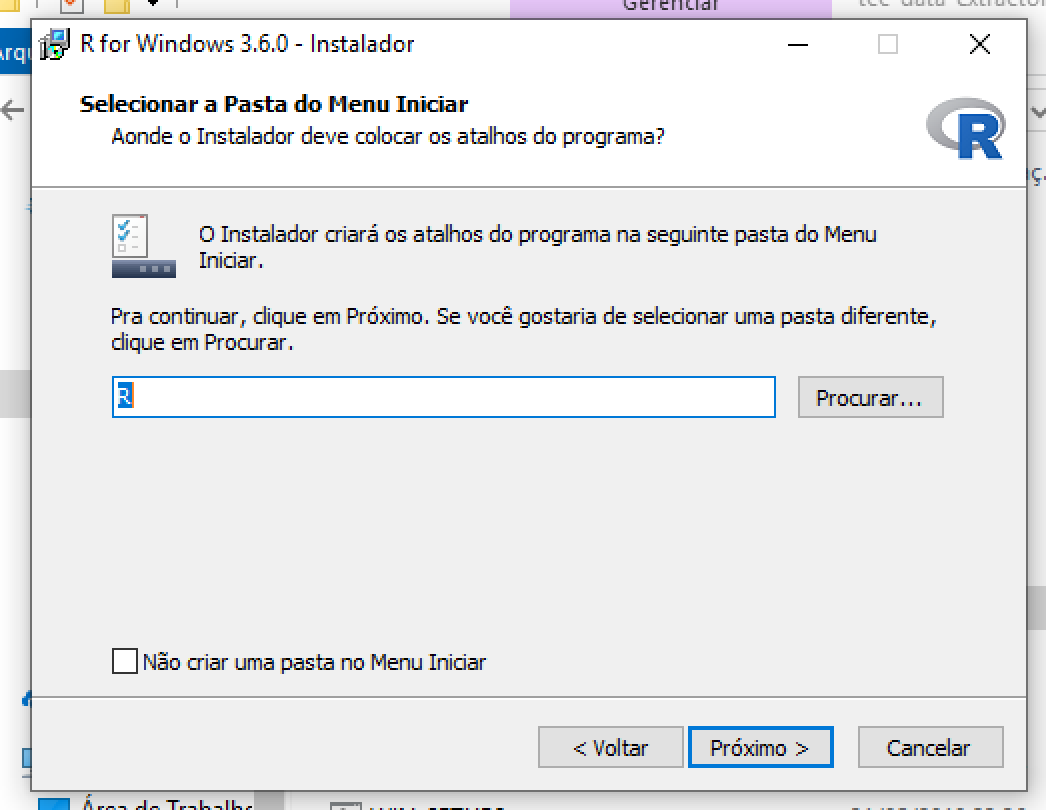 Gerenciar
R for Windows 3.6.0 - Instalador
Selecionar a Pasta do Menu Iniciar
Aonde o Instalador deve colocar os atalhos do programa?
R
O Instalador criará os atalhos do programa na seguinte pasta do Menu
Iniciar.
Pra continuar, clique em Próximo. Se você gostaria de selecionar uma pasta diferente,
clique em Procurar.
R
Procurar...
Não criar uma pasta no Menu Iniciar
< Voltar
Próximo >
Cancelar
Área de Trabalho